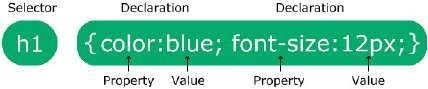 Selector Declaration Declaration
h1 {color:blue; font-size:12px;}
Property Value Property Value